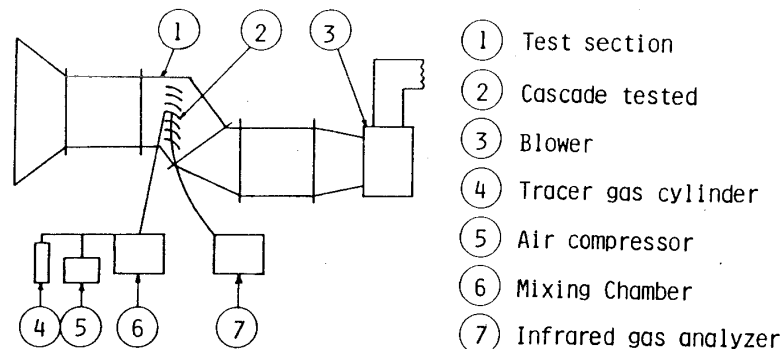 1 2 3
4 5 6 7
1 Test section
2 Cascade tested
3 Blower
4 Tracer gas cylinder
5 Air compressor
6 Mixing Chamber
7 Infrared gas analyzer